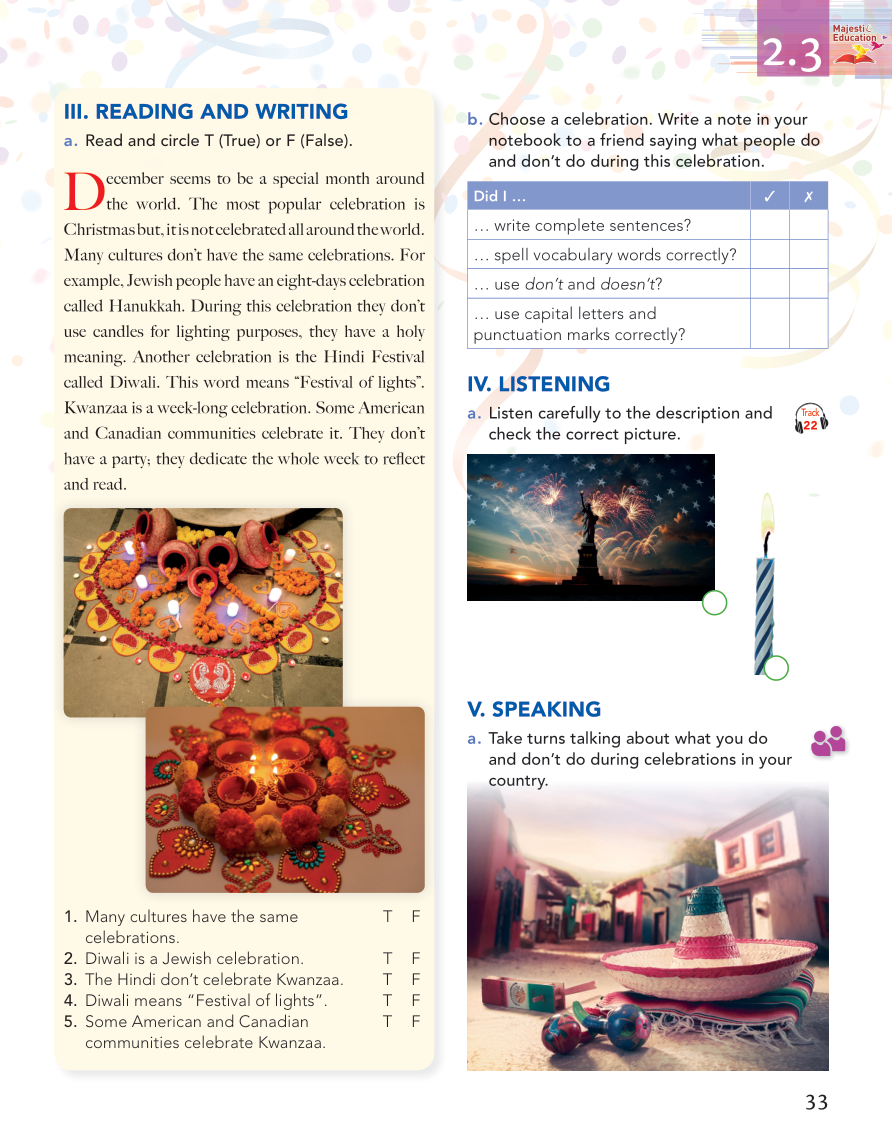 2.3
Majestic
Education
III. READING AND WRITING
a. Read and circle T (True) or F (False).
December seems to be a special month around
the world. The most popular celebration is
Christmas but, it is not celebrated all around the world.
Many cultures don't have the same celebrations. For
example, Jewish people have an eight-days celebration
called Hanukkah. During this celebration they don't
use candles for lighting purposes, they have a holy
meaning. Another celebration is the Hindi Festival
called Diwali. This word means “Festival of lights”.
Kwanzaa is a week-long celebration. Some American
and Canadian communities celebrate it. They don't
have a party; they dedicate the whole week to reflect
and read.
1. Many cultures have the same T F
celebrations.
2. Diwali is a Jewish celebration. T F
3. The Hindi don't celebrate Kwanzaa. T F
4. Diwali means “Festival of lights”. T F
5. Some American and Canadian T F
communities celebrate Kwanzaa.
b. Choose a celebration. Write a note in your
notebook to a friend saying what people do
and don't do during this celebration.
Did I ... ✓ ✗
... write complete sentences?
... spell vocabulary words correctly?
... use don't and doesn't?
... use capital letters and
punctuation marks correctly?
IV. LISTENING
a. Listen carefully to the description and
check the correct picture.
Track
22
V. SPEAKING
a. Take turns talking about what you do
and don't do during celebrations in your
country.
33